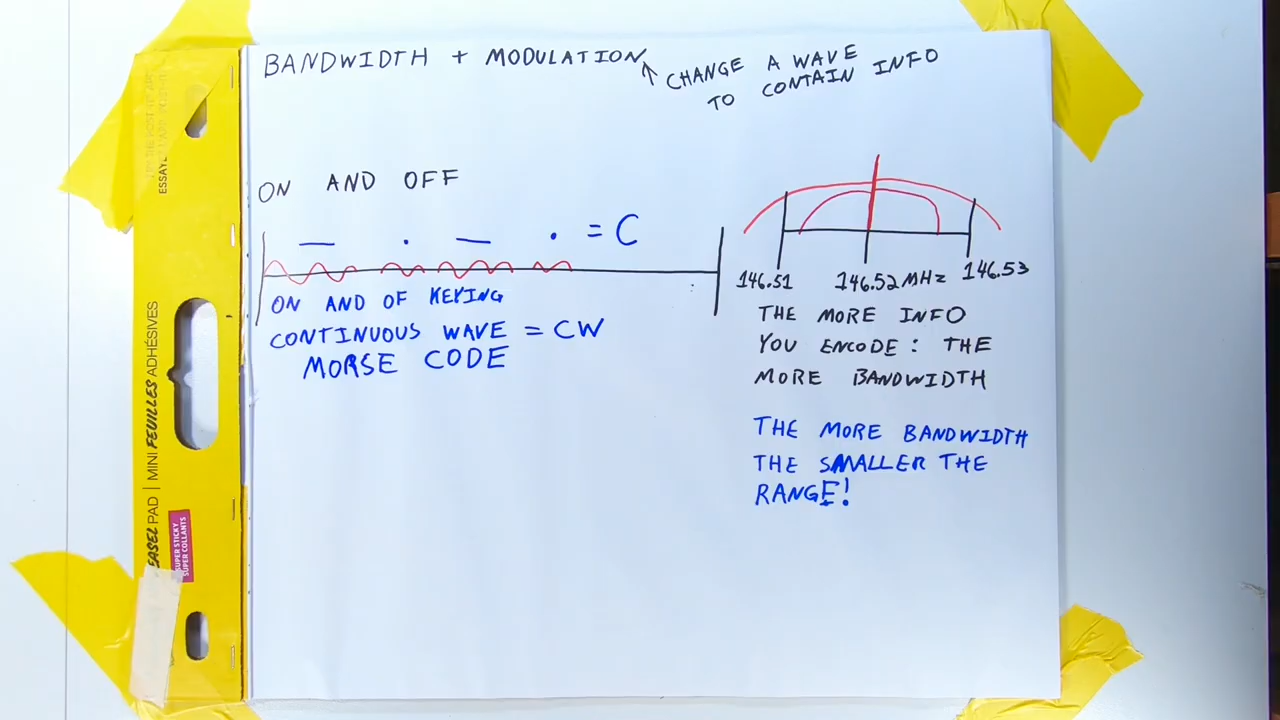 BANDWIDTH + MODULATION
↑ CHANGE A WAVE
TO CONTAIN INFO
ON AND OFF
— . — . = C
ON AND OF KEYING
CONTINUOUS WAVE = CW
MORSE CODE
146.51 146.52 MHz 146.53
THE MORE INFO
YOU ENCODE : THE
MORE BANDWIDTH
THE MORE BANDWIDTH
THE SMALLER THE
RANGE!
EASEL PAD | MINI FEUILLES ADHÉSIVES
SUPER STICKY
SUPER COLLANTS